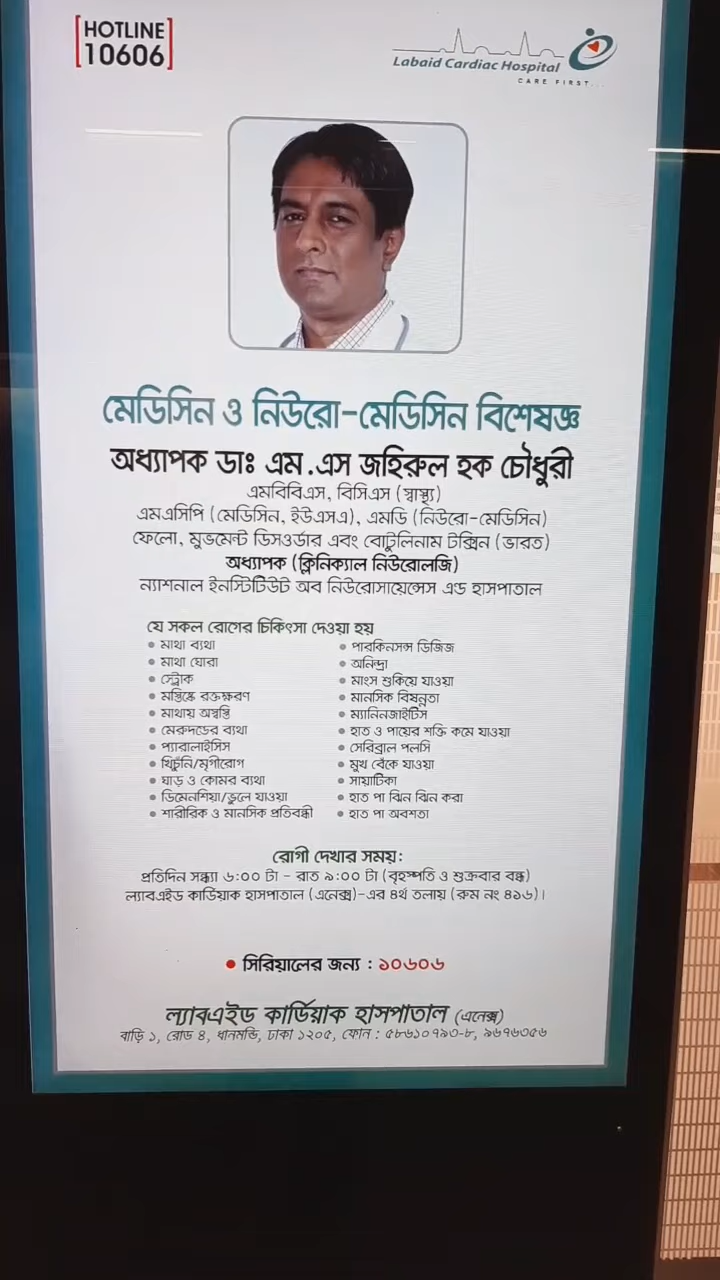 HOTLINE
10606
Labaid Cardiac Hospital
CARE FIRST...
মেডিসিন ও নিউরো-মেডিসিন বিশেষজ্ঞ
অধ্যাপক ডাঃ এম.এস জহিরুল হক চৌধুরী
এমবিবিএস, বিসিএস (স্বাস্থ্য)
এমএসিপি (মেডিসিন, ইউএসএ), এমডি (নিউরো-মেডিসিন)
ফেলো, মুভমেন্ট ডিসওর্ডার এবং বোটুলিনাম টক্সিন (ভারত)
অধ্যাপক (ক্লিনিক্যাল নিউরোলজি)
ন্যাশনাল ইনস্টিটিউট অব নিউরোসায়েন্সেস এন্ড হাসপাতাল
যে সকল রোগের চিকিৎসা দেওয়া হয়
• মাথা ব্যথা
• মাথা ঘোরা
• স্ট্রোক
• মস্তিষ্কে রক্তক্ষরণ
• মাথায় অস্বস্তি
• মেরুদন্ডের ব্যথা
• প্যারালাইসিস
• খিচুনি/মৃগীরোগ
• ঘাড় ও কোমর ব্যথা
• ডিমেনশিয়া/ভুলে যাওয়া
• শারীরিক ও মানসিক প্রতিবন্ধী
• পারকিনসন্স ডিজিজ
• অনিদ্রা
• মাংস শুকিয়ে যাওয়া
• মানসিক বিষন্নতা
• ম্যানিনজাইটিস
• হাত ও পায়ের শক্তি কমে যাওয়া
• সেরিব্রাল পলসি
• মুখ বেঁকে যাওয়া
• সায়াটিকা
• হাত পা ঝিন ঝিন করা
• হাত পা অবশতা
রোগী দেখার সময়:
প্রতিদিন সন্ধ্যা ৬:০০ টা - রাত ৯:০০ টা (বৃহস্পতি ও শুক্রবার বন্ধ)
ল্যাবএইড কার্ডিয়াক হাসপাতাল (এনেক্স)-এর ৪র্থ তলায় (রুম নং ৪১৬)।
• সিরিয়ালের জন্য : ১০৬০৬
ল্যাবএইড কার্ডিয়াক হাসপাতাল (এনেক্স)
বাড়ি ১, রোড ৪, ধানমন্ডি, ঢাকা ১২০৫, ফোন : ৫৮৬১০৭৯৩-৮, ৯৬৭৬৩৫৬